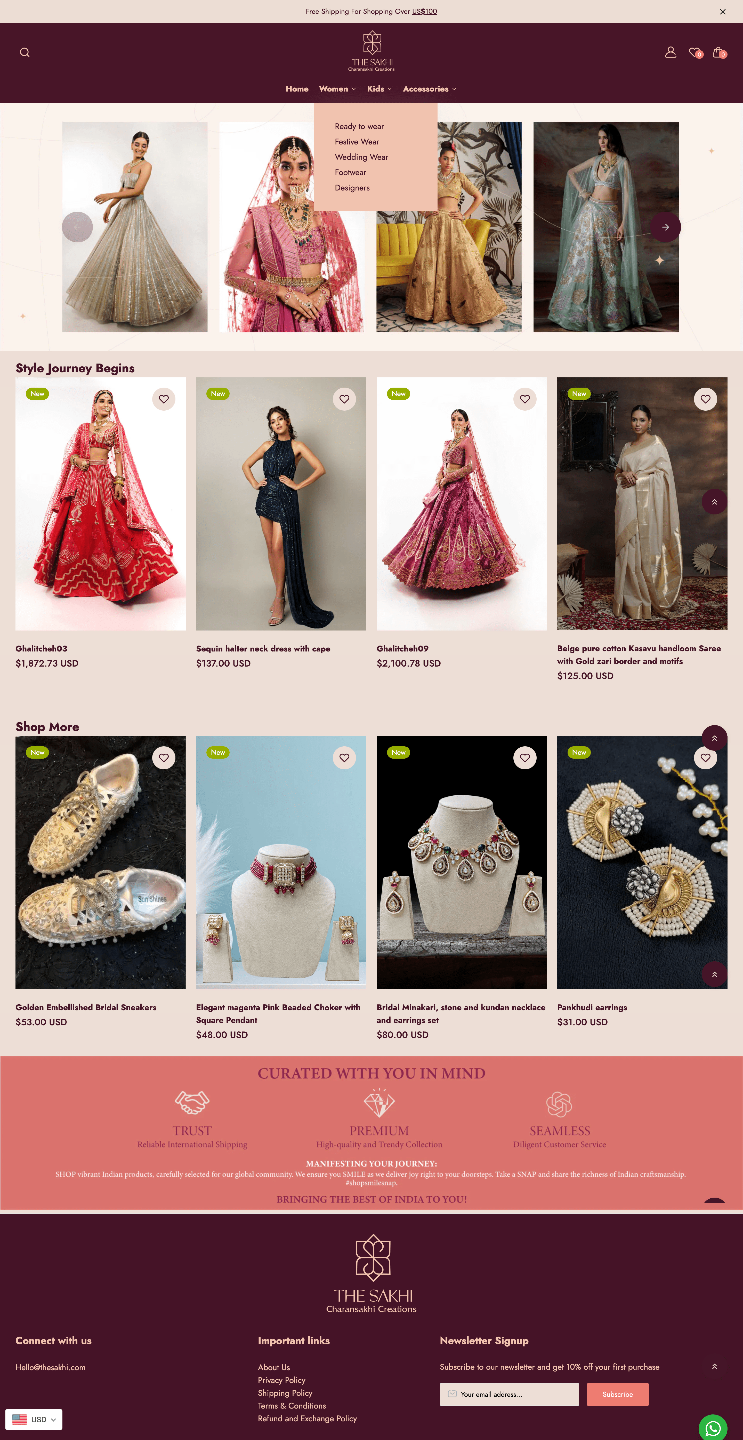 Free Shipping For Shopping Over US$100
THE SAKHI
Charansakhi Creations
0
0
Home Women Kids Accessories
Ready to wear
Festive Wear
Wedding Wear
Footwear
Designers
Style Journey Begins
New
New
New
New
Ghalitcheh03
$1,872.73 USD
Sequin halter neck dress with cape
$137.00 USD
Ghalitcheh09
$2,100.78 USD
Beige pure cotton Kasavu handloom Saree
with Gold zari border and motifs
$125.00 USD
Shop More
New
New
New
New
Golden Embellished Bridal Sneakers
$53.00 USD
Elegant magenta Pink Beaded Choker with
Square Pendant
$48.00 USD
Bridal Minakari, stone and kundan necklace
and earrings set
$80.00 USD
Pankhudi earrings
$31.00 USD
CURATED WITH YOU IN MIND
TRUST
Reliable International Shipping
PREMIUM
High-quality and Trendy Collection
SEAMLESS
Diligent Customer Service
MANIFESTING YOUR JOURNEY:
SHOP vibrant Indian products, carefully selected for our global community. We ensure you SMILE as we deliver joy right to your doorsteps. Take a SNAP and share the richness of Indian craftsmanship.
#shopsmilesnap.
BRINGING THE BEST OF INDIA TO YOU!
THE SAKHI
Charansakhi Creations
Connect with us
Hello@thesakhi.com
Important links
About Us
Privacy Policy
Shipping Policy
Terms & Conditions
Refund and Exchange Policy
Newsletter Signup
Subscribe to our newsletter and get 10% off your first purchase
Your email address...
Subscribe
USD